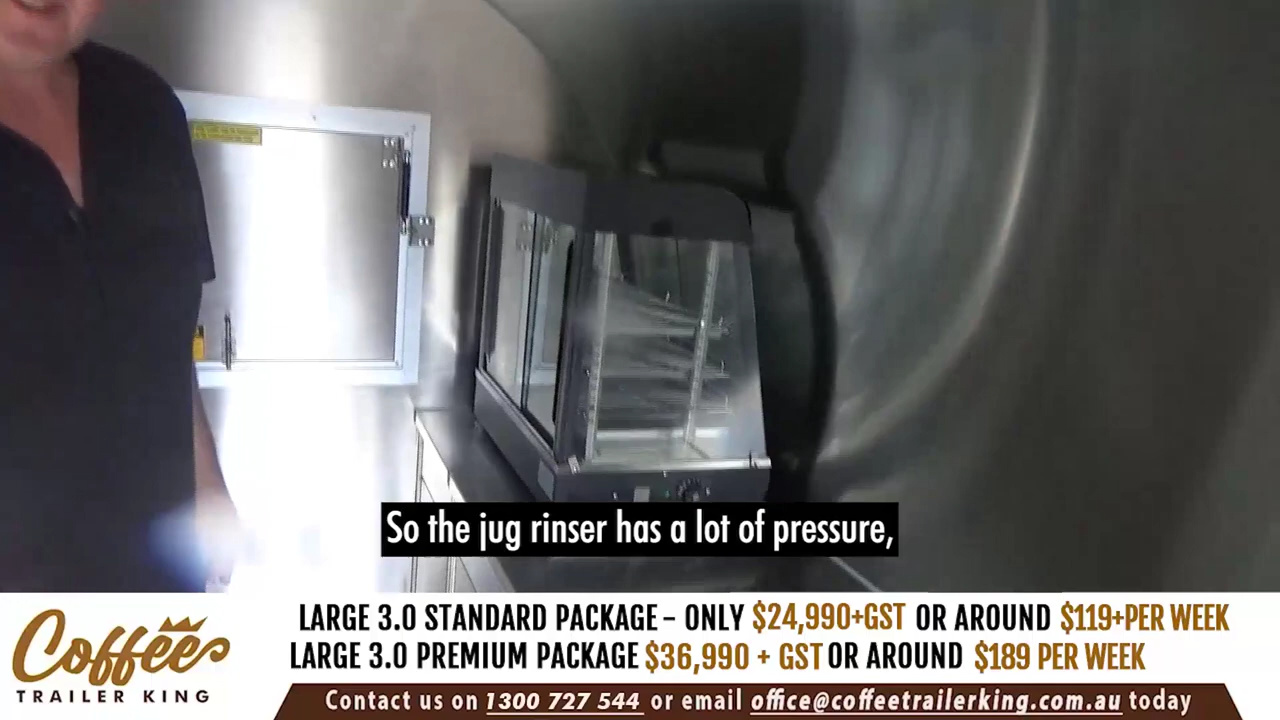 So the jug rinser has a lot of pressure,
Coffee
TRAILER KING
LARGE 3.0 STANDARD PACKAGE – ONLY $24,990+GST OR AROUND $119+PER WEEK
LARGE 3.0 PREMIUM PACKAGE $36,990 + GST OR AROUND $189 PER WEEK
Contact us on 1300 727 544 or email office@coffeetrailerking.com.au today